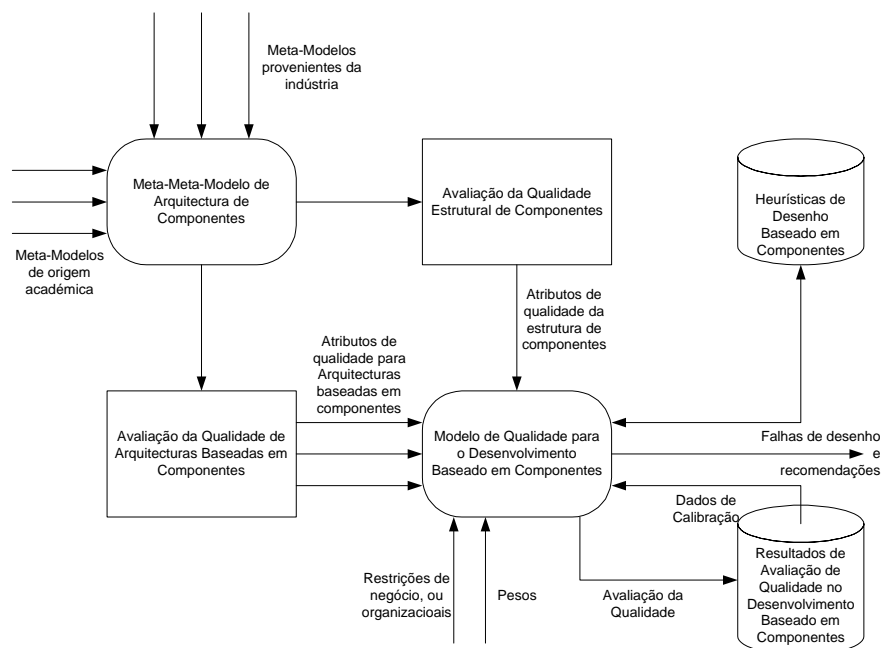 Meta-Modelos
provenientes da
indústria
Meta-Meta-Modelo de
Arquitectura de
Componentes
Avaliação da Qualidade
Estrutural de Componentes
Heurísticas de
Desenho
Baseado em
Componentes
Meta-Modelos
de origem
académica
Atributos de
qualidade da
estrutura de
componentes
Atributos de
qualidade para
Arquitecturas
baseadas em
componentes
Avaliação da Qualidade de
Arquitecturas Baseadas em
Componentes
Modelo de Qualidade para
o Desenvolvimento
Baseado em Componentes
Falhas de desenho
e
recomendações
Dados de
Calibração
Restrições de
negócio, ou
organizacioais
Pesos
Avaliação da
Qualidade
Resultados de
Avaliação de
Qualidade no
Desenvolvimento
Baseado em
Componentes